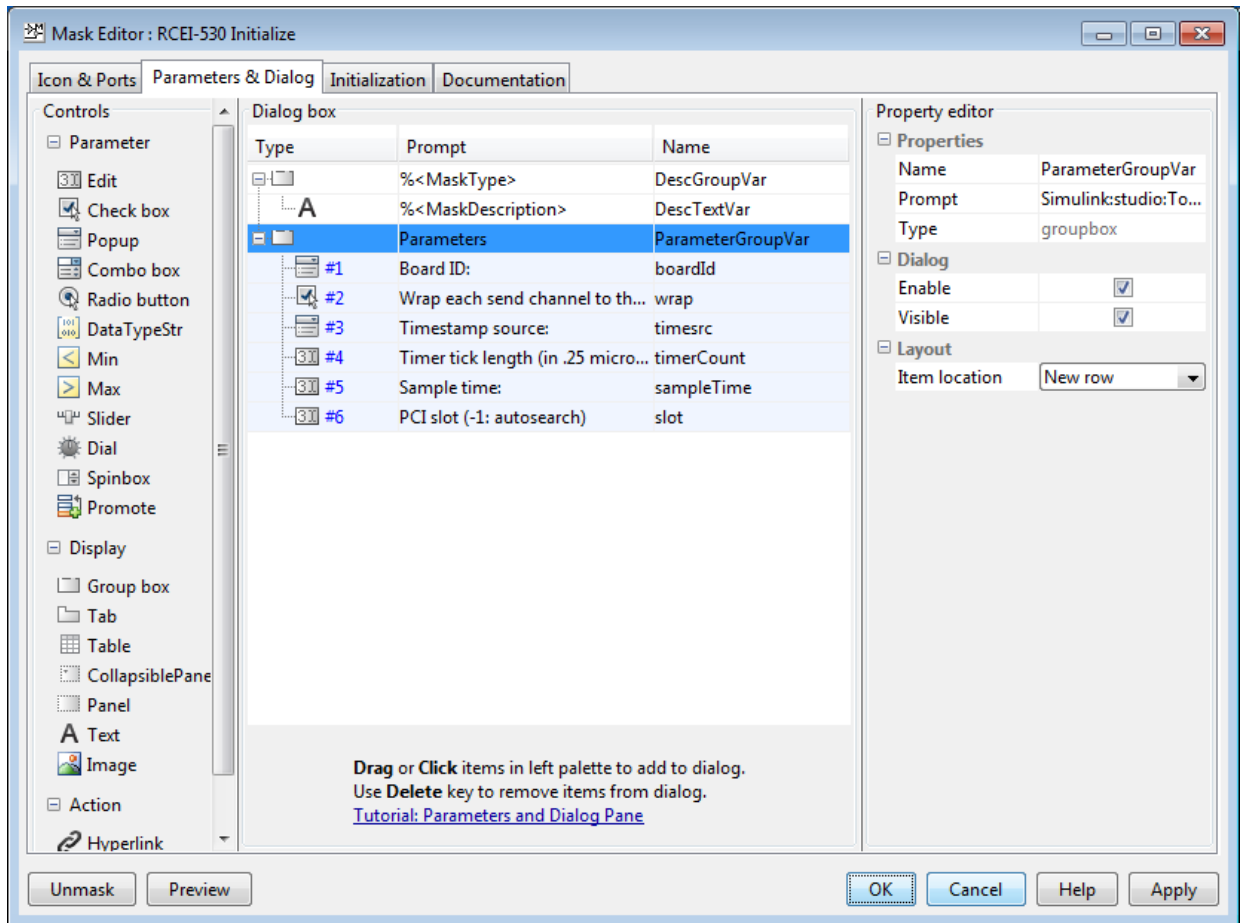 Mask Editor : RCEI-530 Initialize
Icon & Ports Parameters & Dialog Initialization Documentation
Controls
Parameter
Edit
Check box
Popup
Combo box
Radio button
DataTypeStr
Min
Max
Slider
Dial
Spinbox
Promote
Display
Group box
Tab
Table
CollapsiblePane
Panel
Text
Image
Action
Hyperlink
Dialog box
Type Prompt Name
%<MaskType> DescGroupVar
A %<MaskDescription> DescTextVar
Parameters ParameterGroupVar
#1 Board ID: boardId
#2 Wrap each send channel to th... wrap
#3 Timestamp source: timesrc
#4 Timer tick length (in .25 micro... timerCount
#5 Sample time: sampleTime
#6 PCI slot (-1: autosearch) slot
Drag or Click items in left palette to add to dialog.
Use Delete key to remove items from dialog.
Tutorial: Parameters and Dialog Pane
Property editor
Properties
Name ParameterGroupVar
Prompt Simulink:studio:To...
Type groupbox
Dialog
Enable
Visible
Layout
Item location New row
Unmask Preview OK Cancel Help Apply